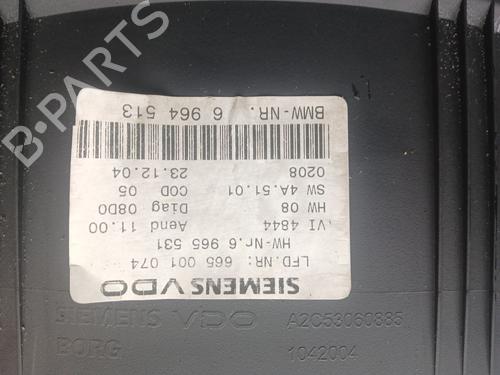 SIEMENS VDO
LFD.NR: 665 001 074
HW-Nr.6 965 531
VI 4844 Aend 11.00
HW 08 Diag 08D0
SW 4A.51.01 COD 05
0208 23.12.04
BMW-NR. 6 964 513
SIEMENS VDO A2C53060885
BORG 1042004
B-PARTS